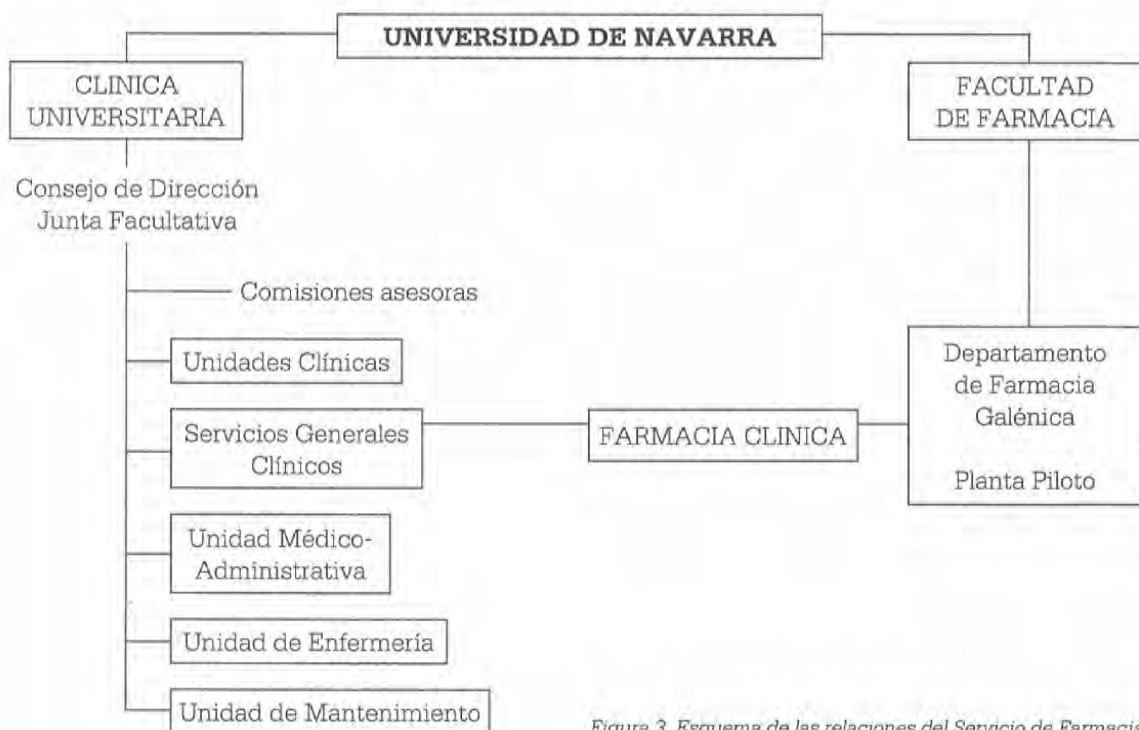 UNIVERSIDAD DE NAVARRA
CLINICA
UNIVERSITARIA
FACULTAD
DE FARMACIA
Consejo de Dirección
Junta Facultativa
Comisiones asesoras
Unidades Clínicas
Servicios Generales
Clínicos
FARMACIA CLINICA
Departamento
de Farmacia
Galénica
Planta Piloto
Unidad Médico-
Administrativa
Unidad de Enfermería
Unidad de Mantenimiento
Figura 3. Esquema de las relaciones del Servicio de Farmacia